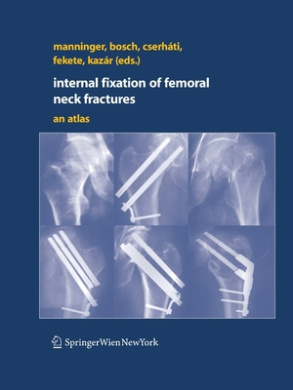 manninger, bosch, cserháti,
fekete, kazár (eds.)
internal fixation of femoral
neck fractures
an atlas
SpringerWienNewYork